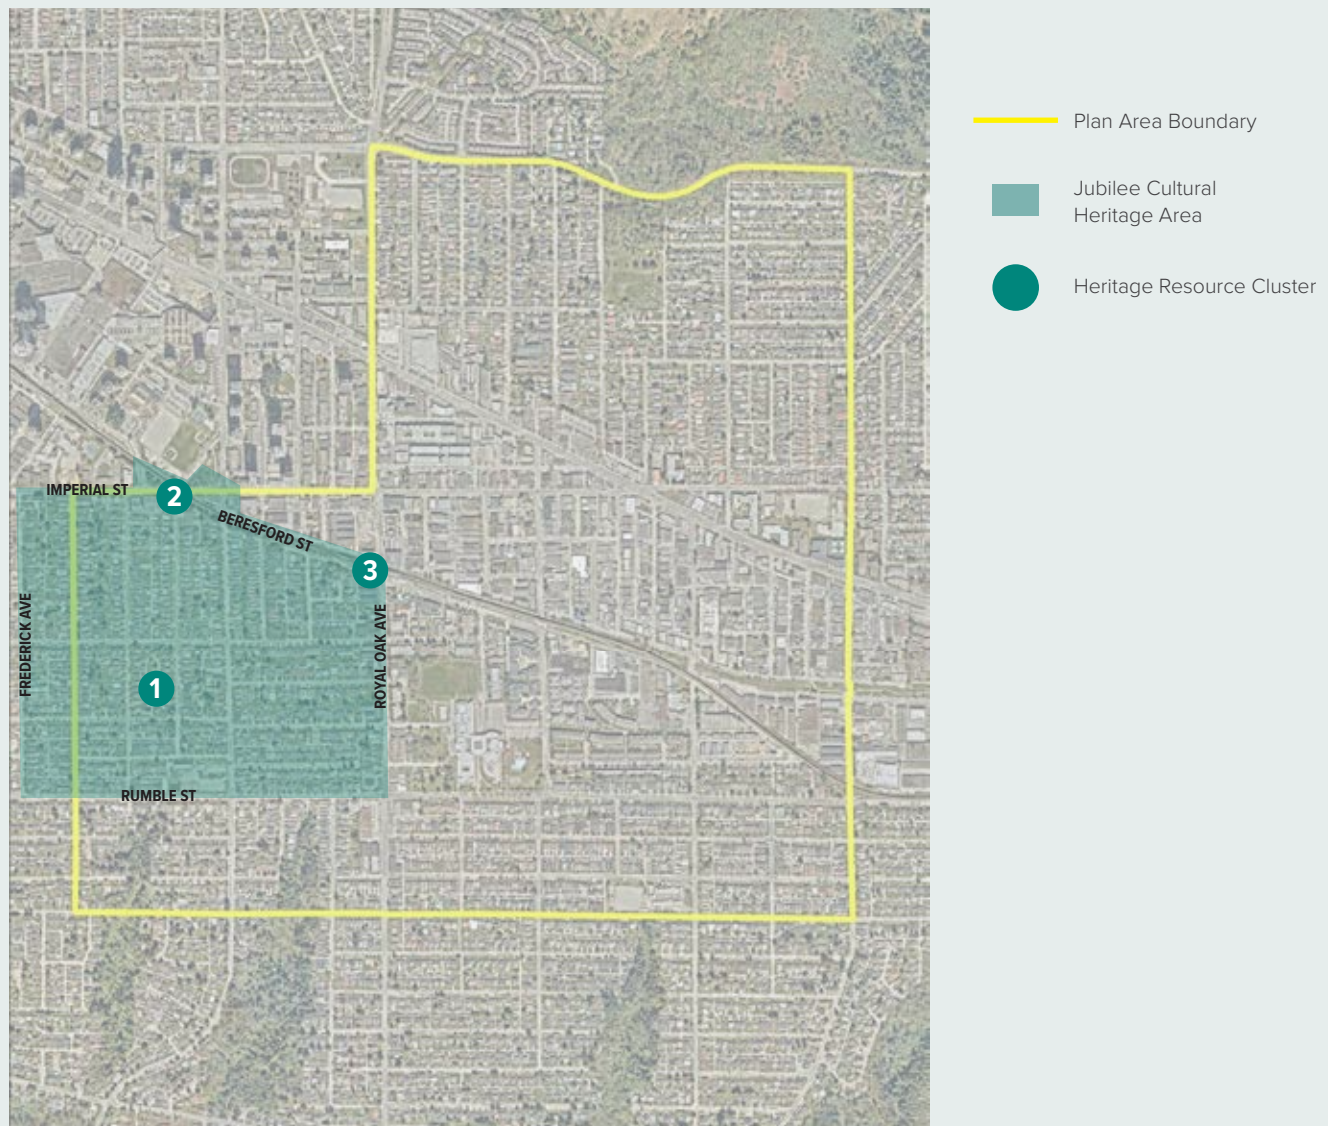 Plan Area Boundary
Jubilee Cultural
Heritage Area
Heritage Resource Cluster
IMPERIAL ST
2
BERESFORD ST
3
FREDERICK AVE
ROYAL OAK AVE
1
RUMBLE ST